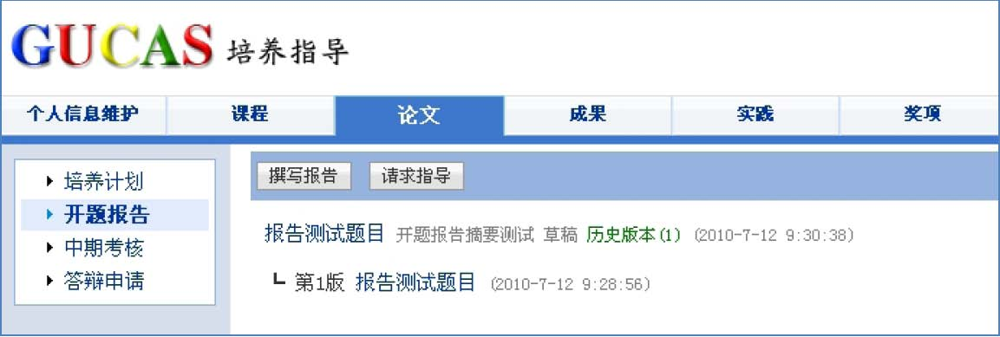 GUCAS 培养指导
个人信息维护 课程 论文 成果 实践 奖项
培养计划
开题报告
中期考核
答辩申请
撰写报告 请求指导
报告测试题目 开题报告摘要测试 草稿 历史版本(1) (2010-7-12 9:30:38)
第1版 报告测试题目 (2010-7-12 9:28:56)